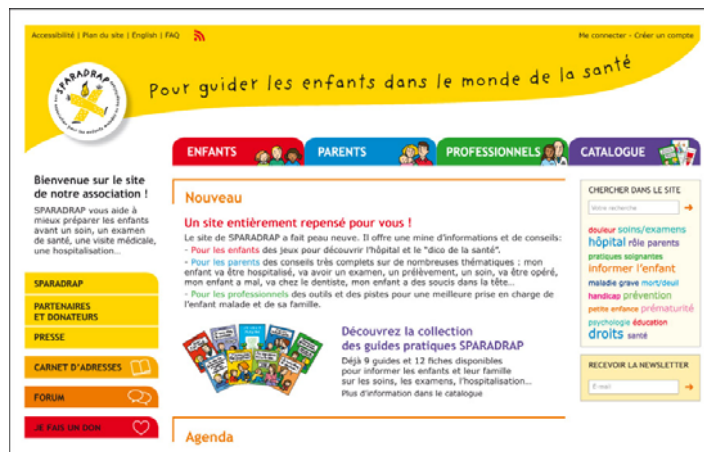 Accessibilité | Plan du site | English | FAQ
Me connecter - Créer un compte
SPARADRAP
Pour guider les enfants dans le monde de la santé
ENFANTS
PARENTS
PROFESSIONNELS
CATALOGUE
Bienvenue sur le site
de notre association !
SPARADRAP vous aide à
mieux préparer les enfants
avant un soin, un examen
de santé, une visite médicale,
une hospitalisation...
SPARADRAP
PARTENAIRES
ET DONATEURS
PRESSE
CARNET D'ADRESSES
FORUM
JE FAIS UN DON
Nouveau
Un site entièrement repensé pour vous !
Le site de SPARADRAP a fait peau neuve. Il offre une mine d'informations et de conseils:
- Pour les enfants des jeux pour découvrir l'hôpital et le "dico de la santé".
- Pour les parents des conseils très complets sur de nombreuses thématiques : mon
enfant va être hospitalisé, va avoir un examen, un prélèvement, un soin, va être opéré,
mon enfant a mal, va chez le dentiste, mon enfant a des soucis dans la tête...
- Pour les professionnels des outils et des pistes pour une meilleure prise en charge de
l'enfant malade et de sa famille.
Découvrez la collection
des guides pratiques SPARADRAP
Déjà 9 guides et 12 fiches disponibles
pour informer les enfants et leur famille
sur les soins, les examens, l'hospitalisation...
Plus d'information dans le catalogue
Agenda
CHERCHER DANS LE SITE
Votre recherche
douleur soins/examens
hôpital rôle parents
pratiques soignantes
informer l'enfant
maladie grave mort/deuil
handicap prévention
petite enfance prématurité
psychologie éducation
droits santé
RECEVOIR LA NEWSLETTER
E-mail